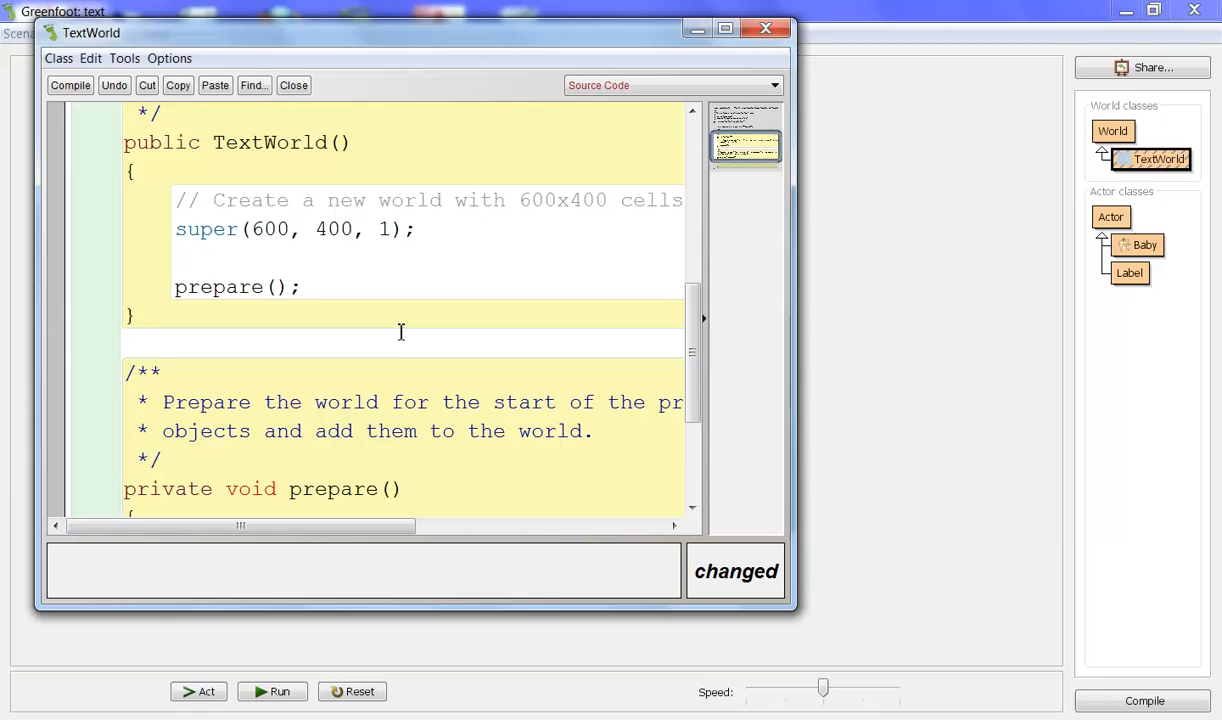 Greenfoot: text
Scena
TextWorld
Class Edit Tools Options
Compile Undo Cut Copy Paste Find... Close
Source Code
*/
public TextWorld()
{
// Create a new world with 600x400 cells
super(600, 400, 1);
prepare();
}
/**
* Prepare the world for the start of the pr
* objects and add them to the world.
*/
private void prepare()
{
changed
Share...
World classes
World
TextWorld
Actor classes
Actor
Baby
Label
Act Run Reset
Speed:
Compile